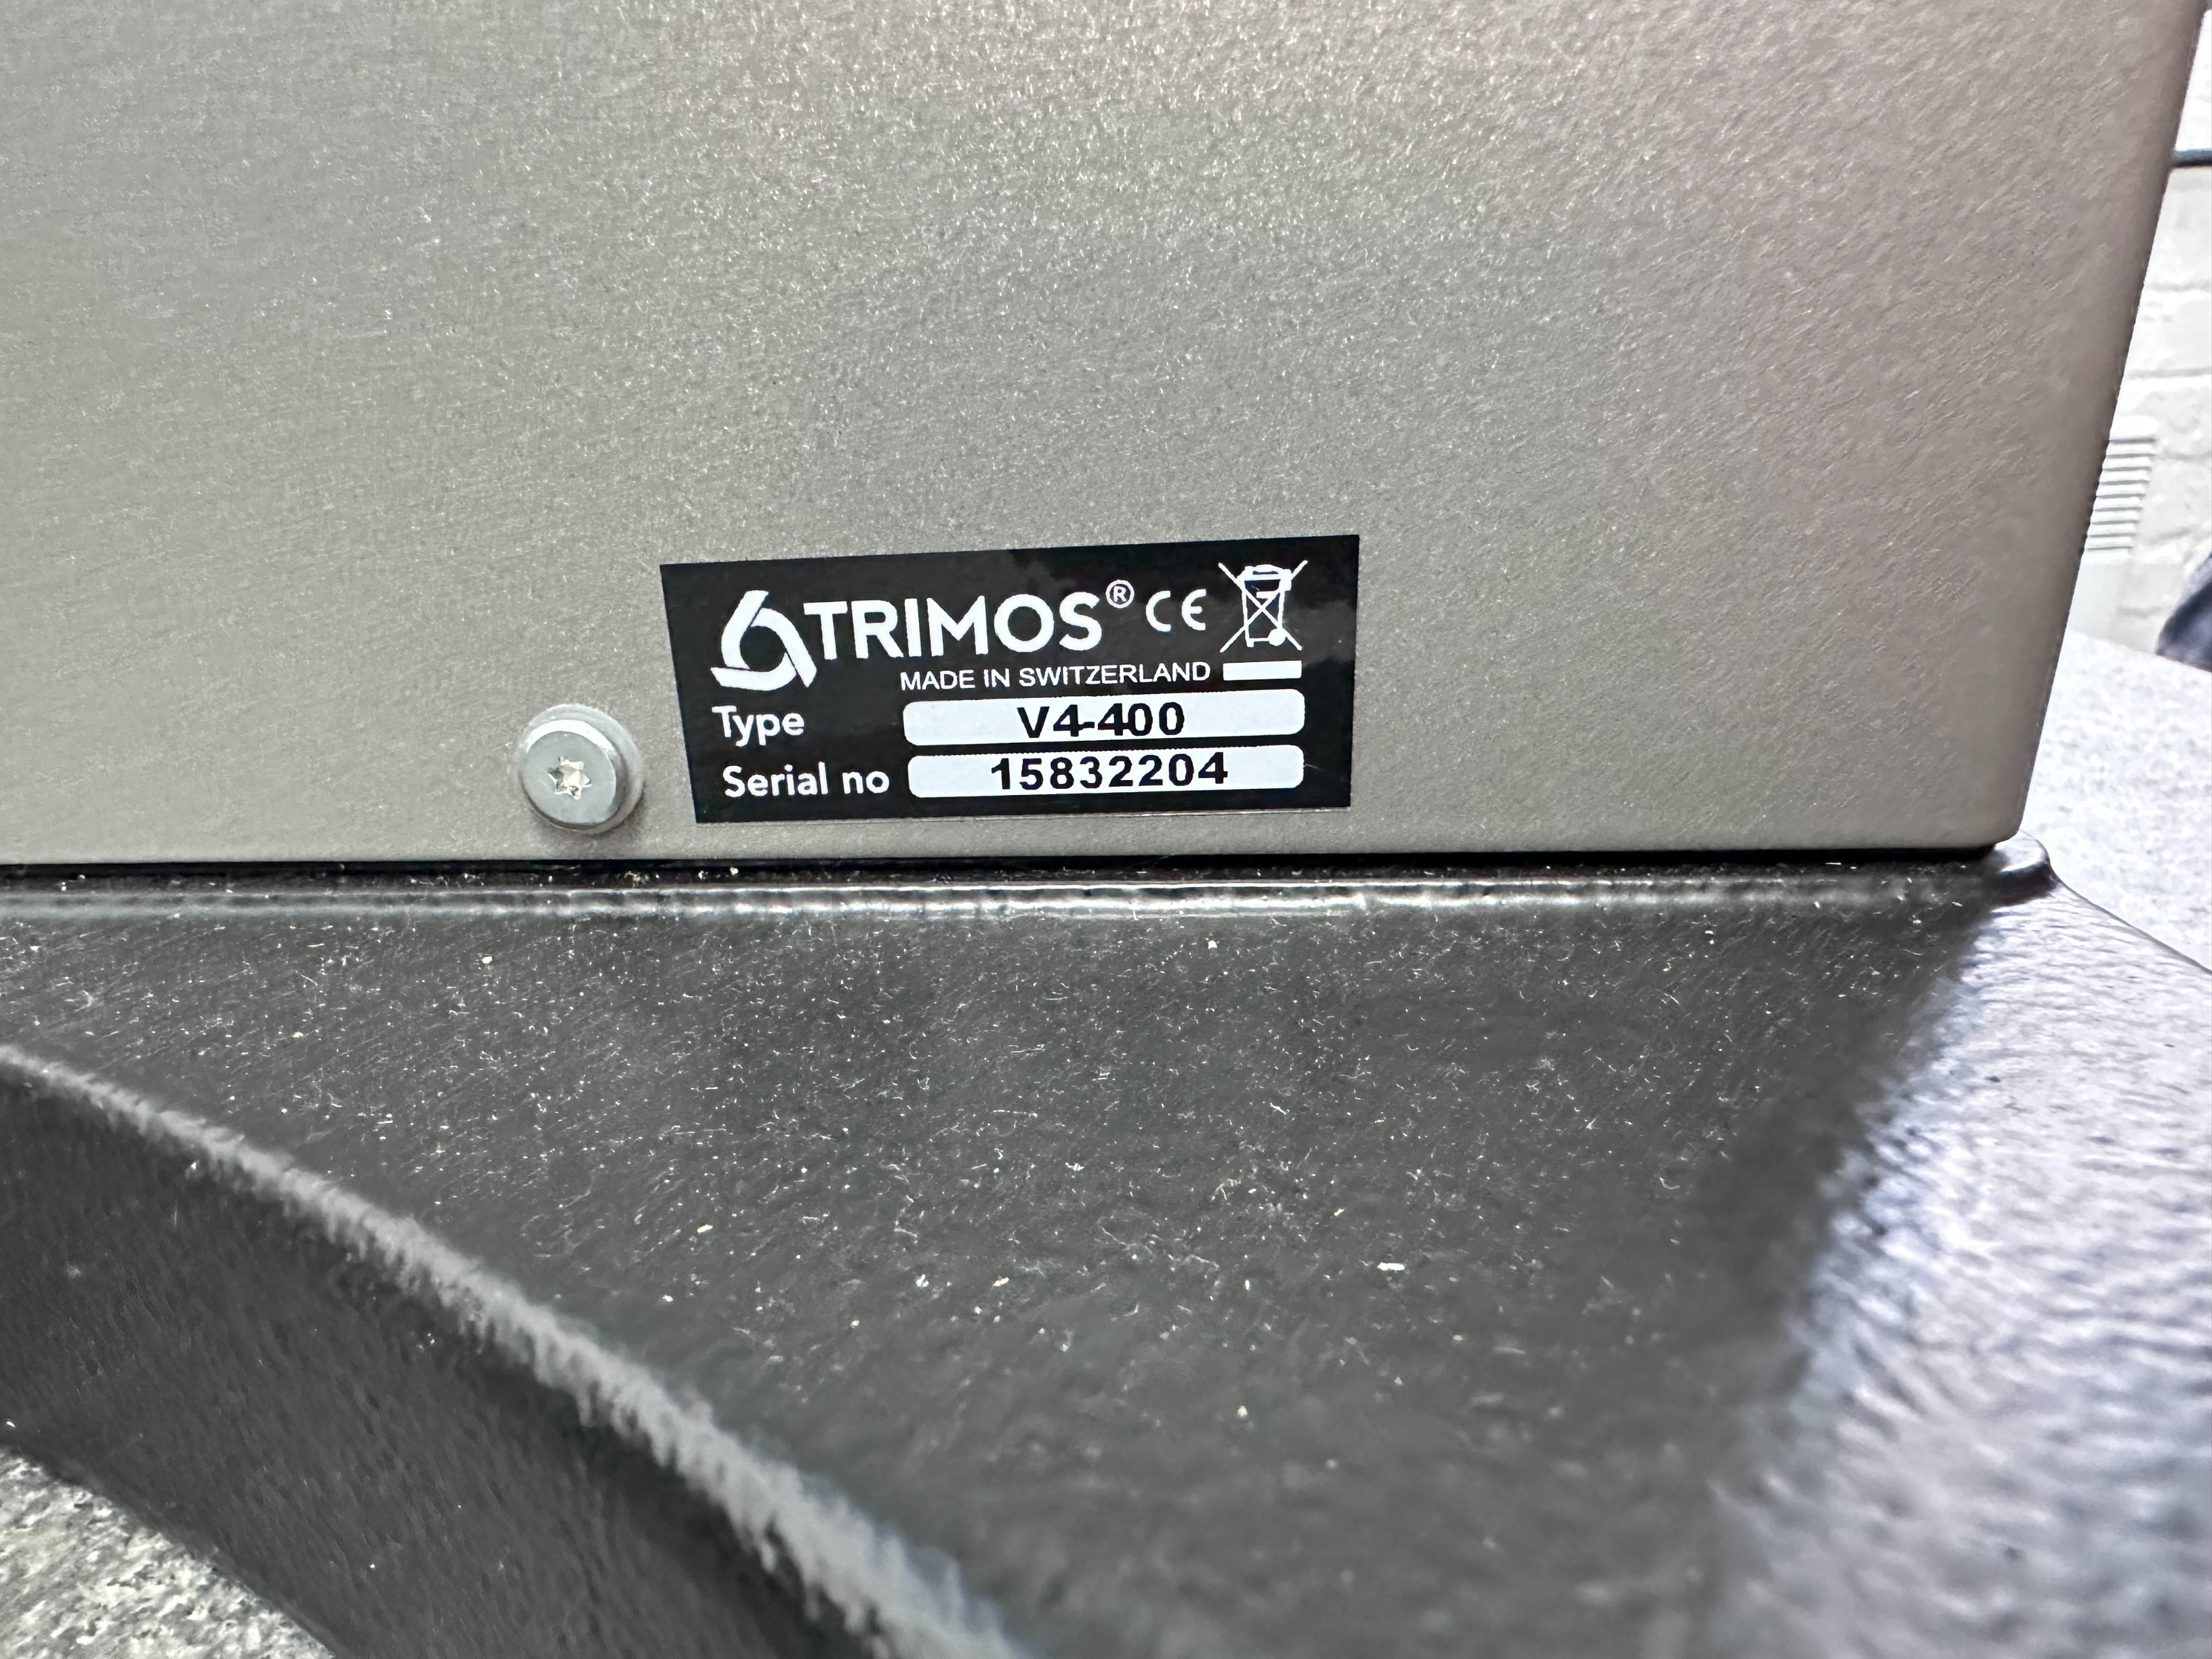 TRIMOS® CE
MADE IN SWITZERLAND
Type V4-400
Serial no 15832204